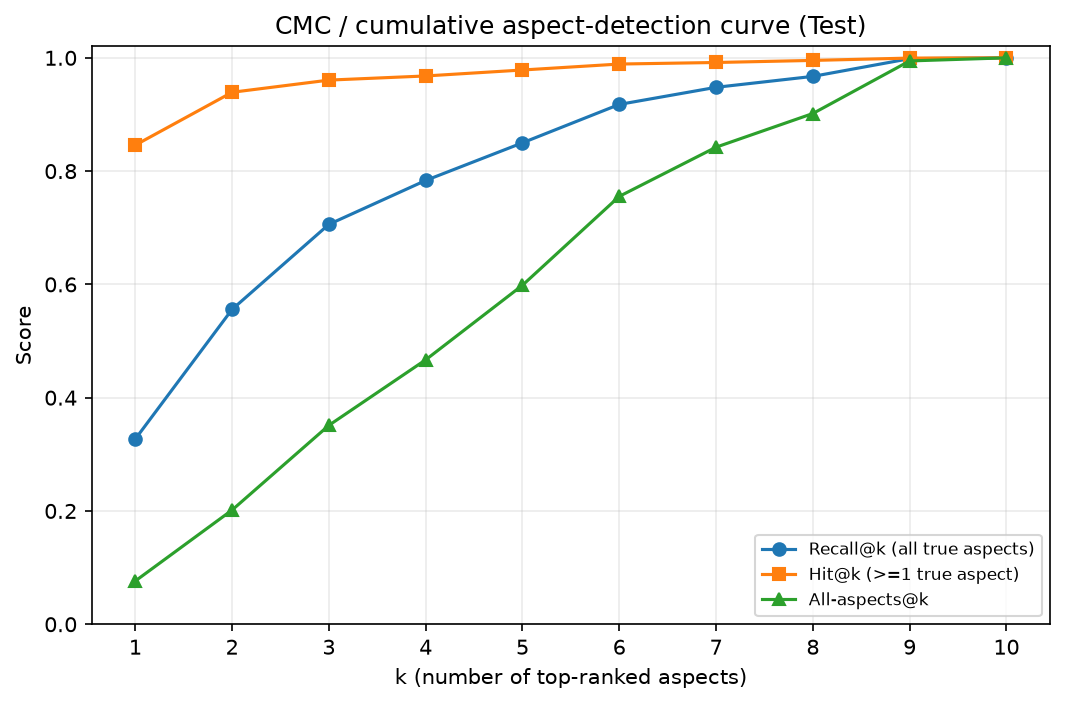 CMC / cumulative aspect-detection curve (Test)
Score
1.0
0.8
0.6
0.4
0.2
0.0
Recall@k (all true aspects)
Hit@k (>=1 true aspect)
All-aspects@k
1 2 3 4 5 6 7 8 9 10
k (number of top-ranked aspects)